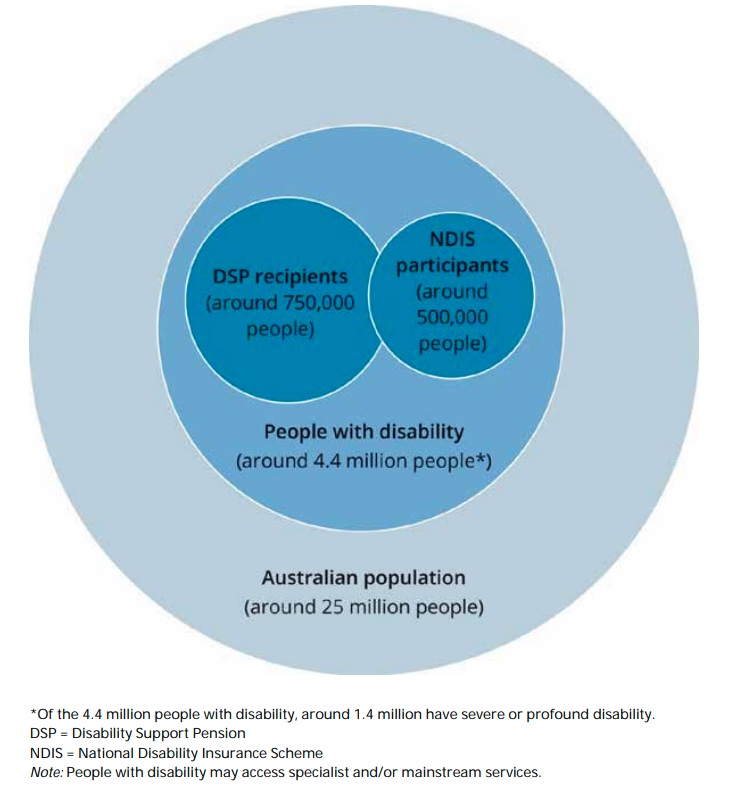 NDIS
participants
(around
500,000
people)
DSP recipients
(around 750,000
people)
People with disability
(around 4.4 million people*)
Australian population
(around 25 million people)
*Of the 4.4 million people with disability, around 1.4 million have severe or profound disability.
DSP = Disability Support Pension
NDIS = National Disability Insurance Scheme
Note: People with disability may access specialist and/or mainstream services.